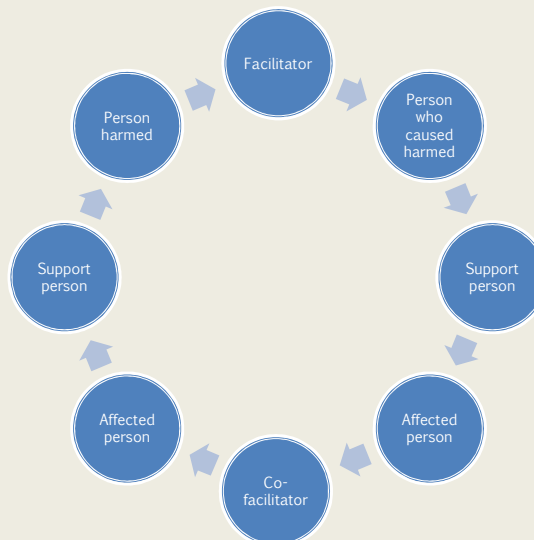 Facilitator
Person
who
caused
harmed
Support
person
Affected
person
Co-
facilitator
Affected
person
Support
person
Person
harmed